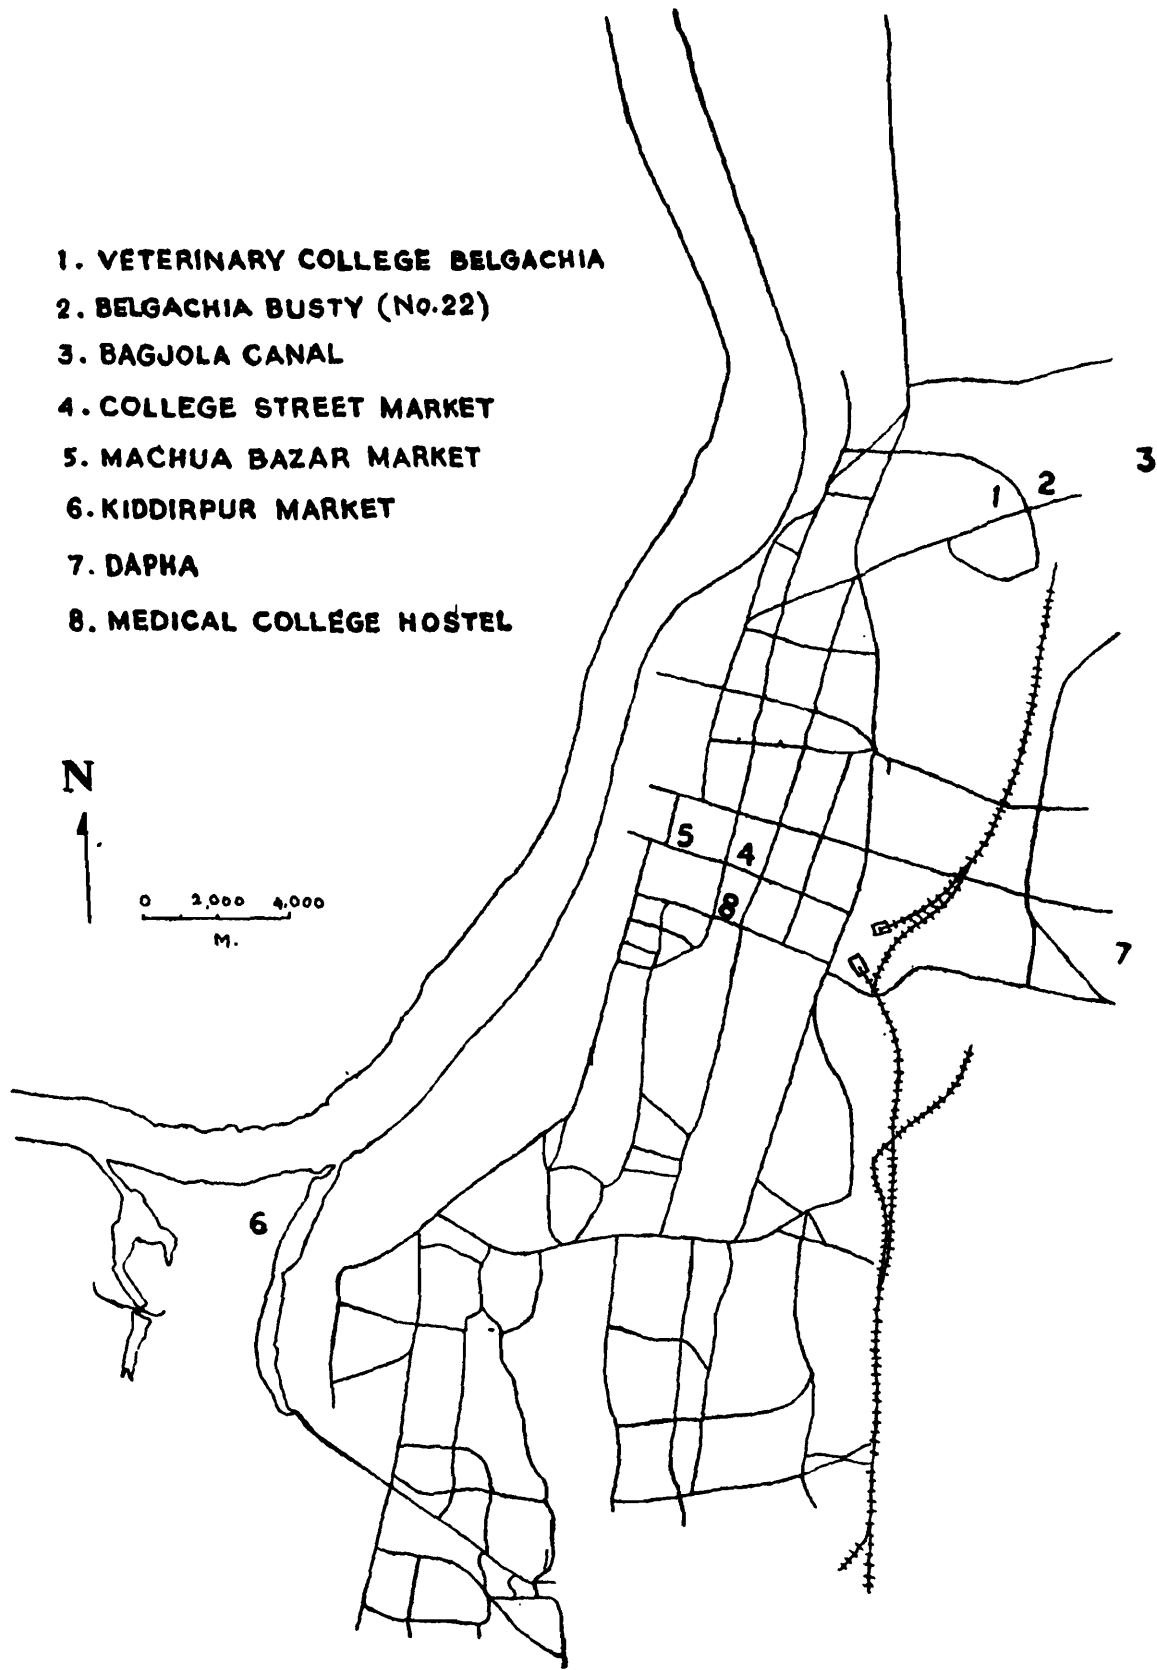 1. VETERINARY COLLEGE BELGACHIA
2. BELGACHIA BUSTY (No.22)
3. BAGJOLA CANAL
4. COLLEGE STREET MARKET
5. MACHUA BAZAR MARKET
6. KIDDIRPUR MARKET
7. DAPHA
8. MEDICAL COLLEGE HOSTEL
3
1 2
N
5
4
0 2,000 4,000
M.
8
7
6